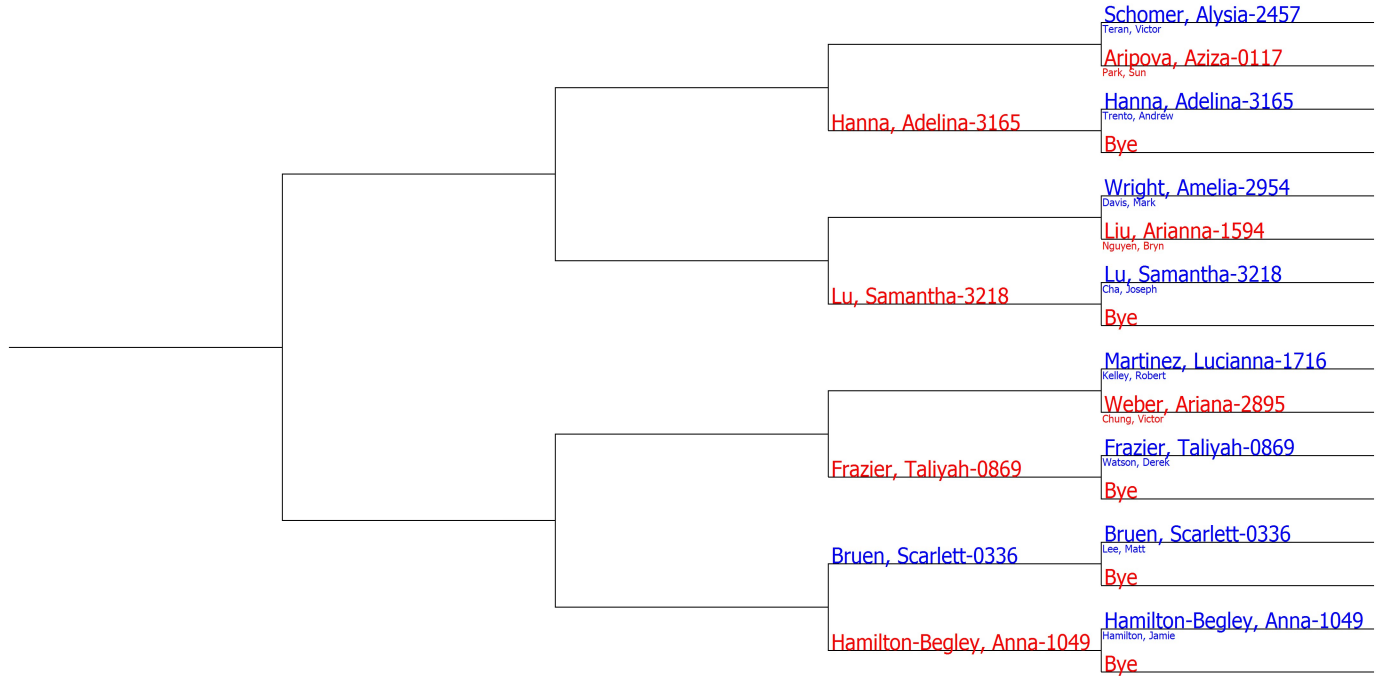 Schomer, Alysia-2457
Teran, Victor
Aripova, Aziza-0117
Park, Sun
Hanna, Adelina-3165
Trento, Andrew
Hanna, Adelina-3165
Bye
Wright, Amelia-2954
Davis, Mark
Liu, Arianna-1594
Nguyen, Bryn
Lu, Samantha-3218
Cha, Joseph
Lu, Samantha-3218
Bye
Martinez, Lucianna-1716
Kelley, Robert
Weber, Ariana-2895
Chung, Victor
Frazier, Taliyah-0869
Watson, Derek
Frazier, Taliyah-0869
Bye
Bruen, Scarlett-0336
Lee, Matt
Bruen, Scarlett-0336
Bye
Hamilton-Begley, Anna-1049
Hamilton, Jamie
Hamilton-Begley, Anna-1049
Bye